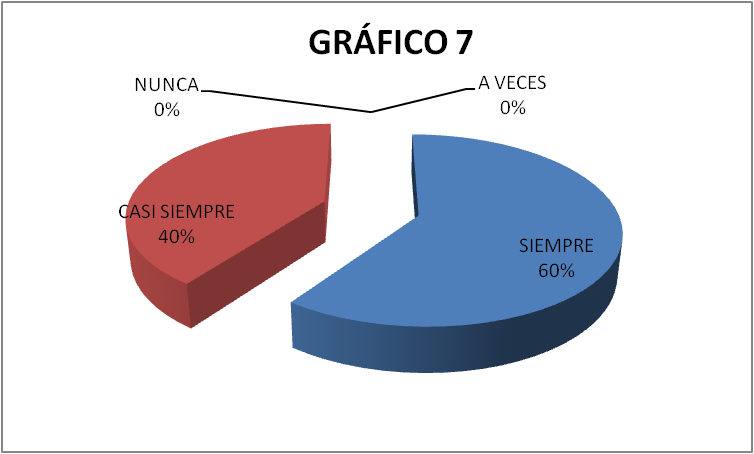 GRÁFICO 7
NUNCA
0%
A VECES
0%
CASI SIEMPRE
40%
SIEMPRE
60%